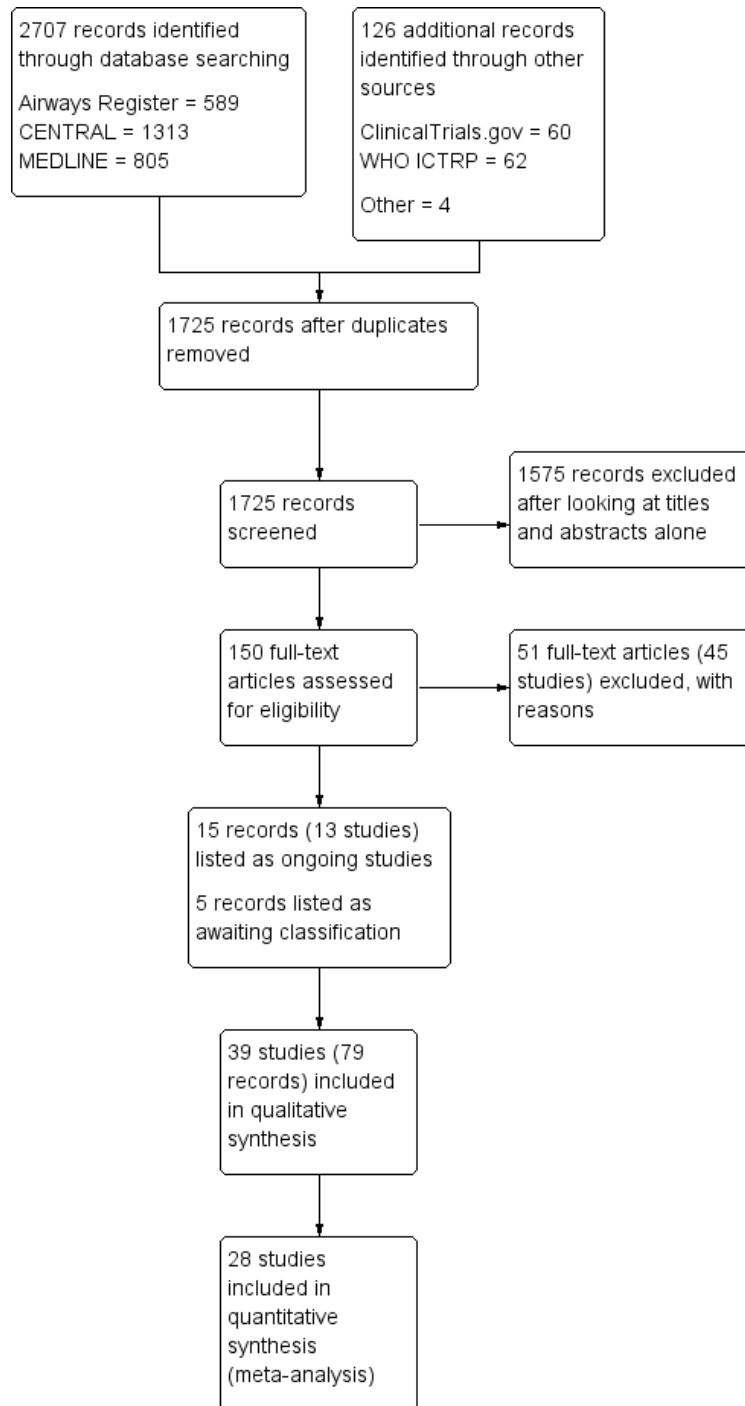 2707 records identified
through database searching
Airways Register = 589
CENTRAL = 1313
MEDLINE = 805
126 additional records
identified through other
sources
ClinicalTrials.gov = 60
WHO ICTRP = 62
Other = 4
1725 records after duplicates
removed
1725 records
screened
1575 records excluded
after looking at titles
and abstracts alone
150 full-text
articles assessed
for eligibility
51 full-text articles (45
studies) excluded, with
reasons
15 records (13 studies)
listed as ongoing studies
5 records listed as
awaiting classification
39 studies (79
records) included
in qualitative
synthesis
28 studies
included in
quantitative
synthesis
(meta-analysis)